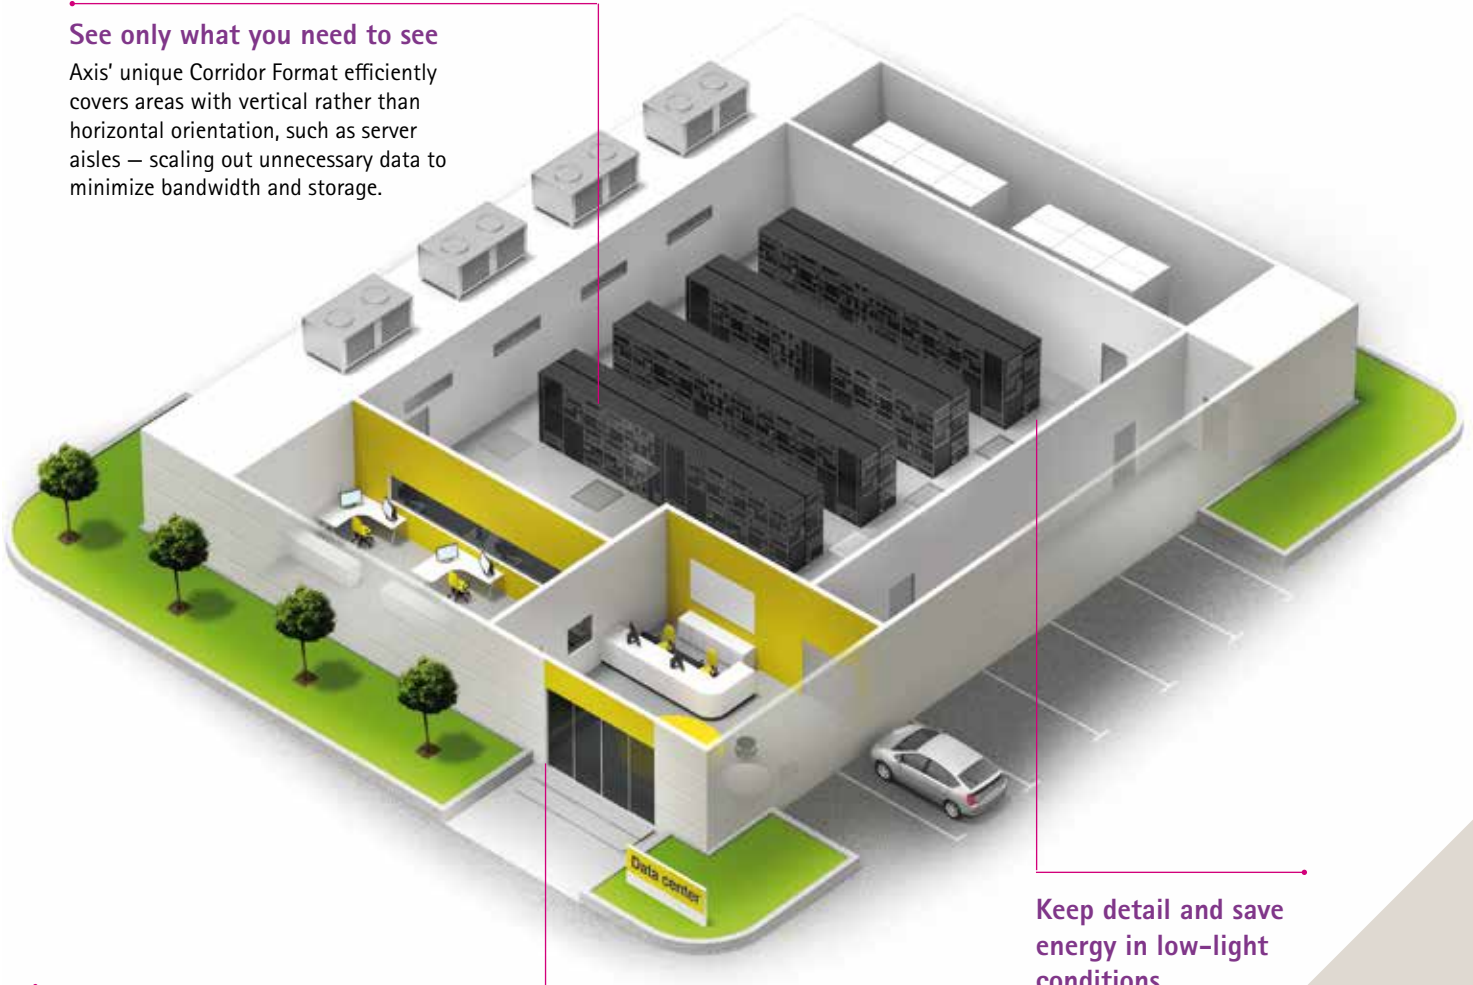 See only what you need to see
Axis' unique Corridor Format efficiently
covers areas with vertical rather than
horizontal orientation, such as server
aisles — scaling out unnecessary data to
minimize bandwidth and storage.
Data center
Keep detail and save
energy in low-light
conditions